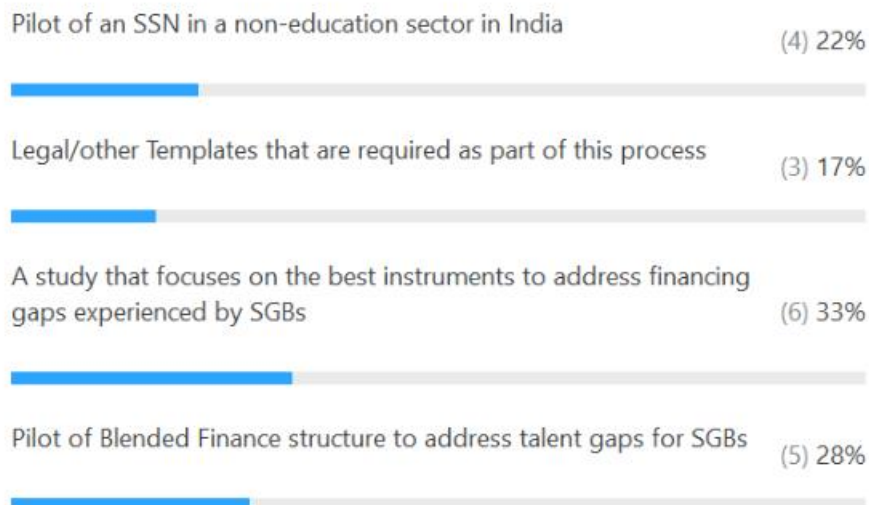 Pilot of an SSN in a non-education sector in India
(4) 22%
Legal/other Templates that are required as part of this process
(3) 17%
A study that focuses on the best instruments to address financing
gaps experienced by SGBs
(6) 33%
Pilot of Blended Finance structure to address talent gaps for SGBs
(5) 28%